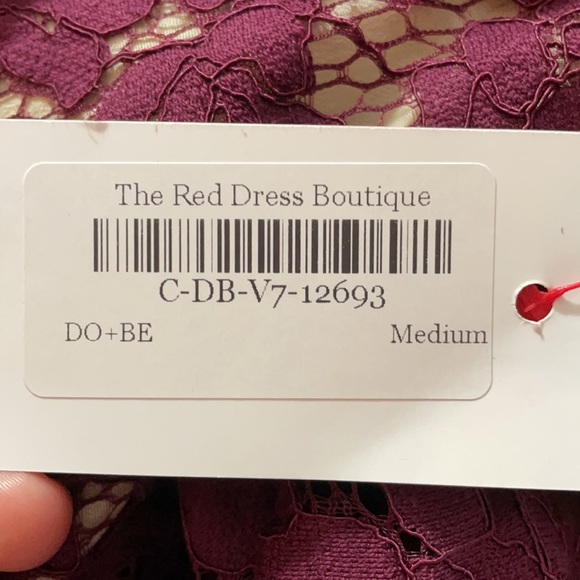 The Red Dress Boutique
C-DB-V7-12693
DO+BE Medium